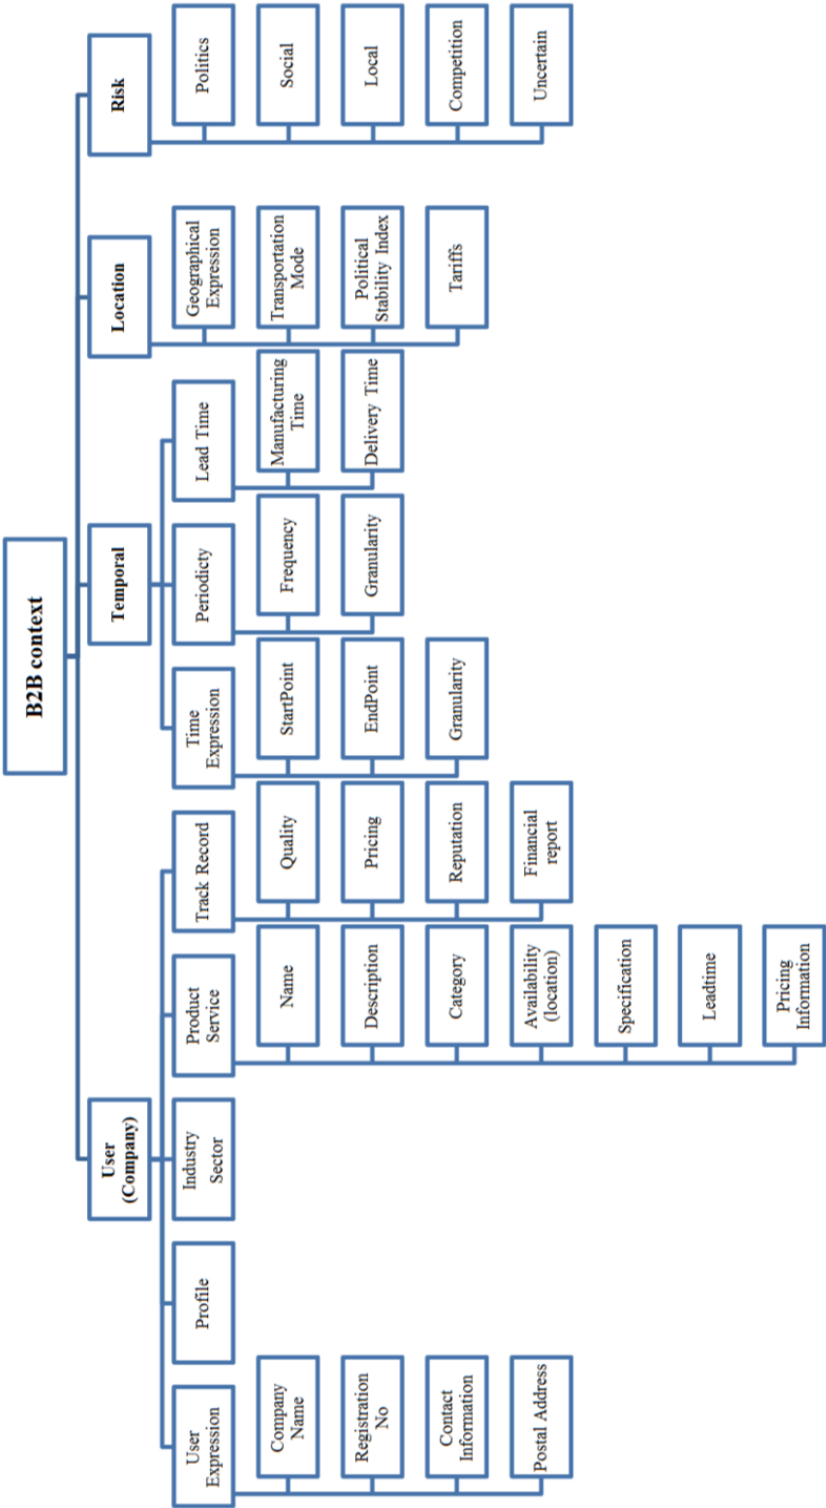 B2B context
User
(Company)
User
Expression
Company
Name
Registration
No
Contact
Information
Postal Address
Profile
Industry
Sector
Product
Service
Name
Description
Category
Availability
(location)
Specification
Leadtime
Pricing
Information
Track Record
Quality
Pricing
Reputation
Financial
report
Temporal
Time
Expression
StartPoint
EndPoint
Granularity
Periodicty
Frequency
Granularity
Lead Time
Manufacturing
Time
Delivery Time
Location
Geographical
Expression
Transportation
Mode
Political
Stability Index
Tariffs
Risk
Politics
Social
Local
Competition
Uncertain